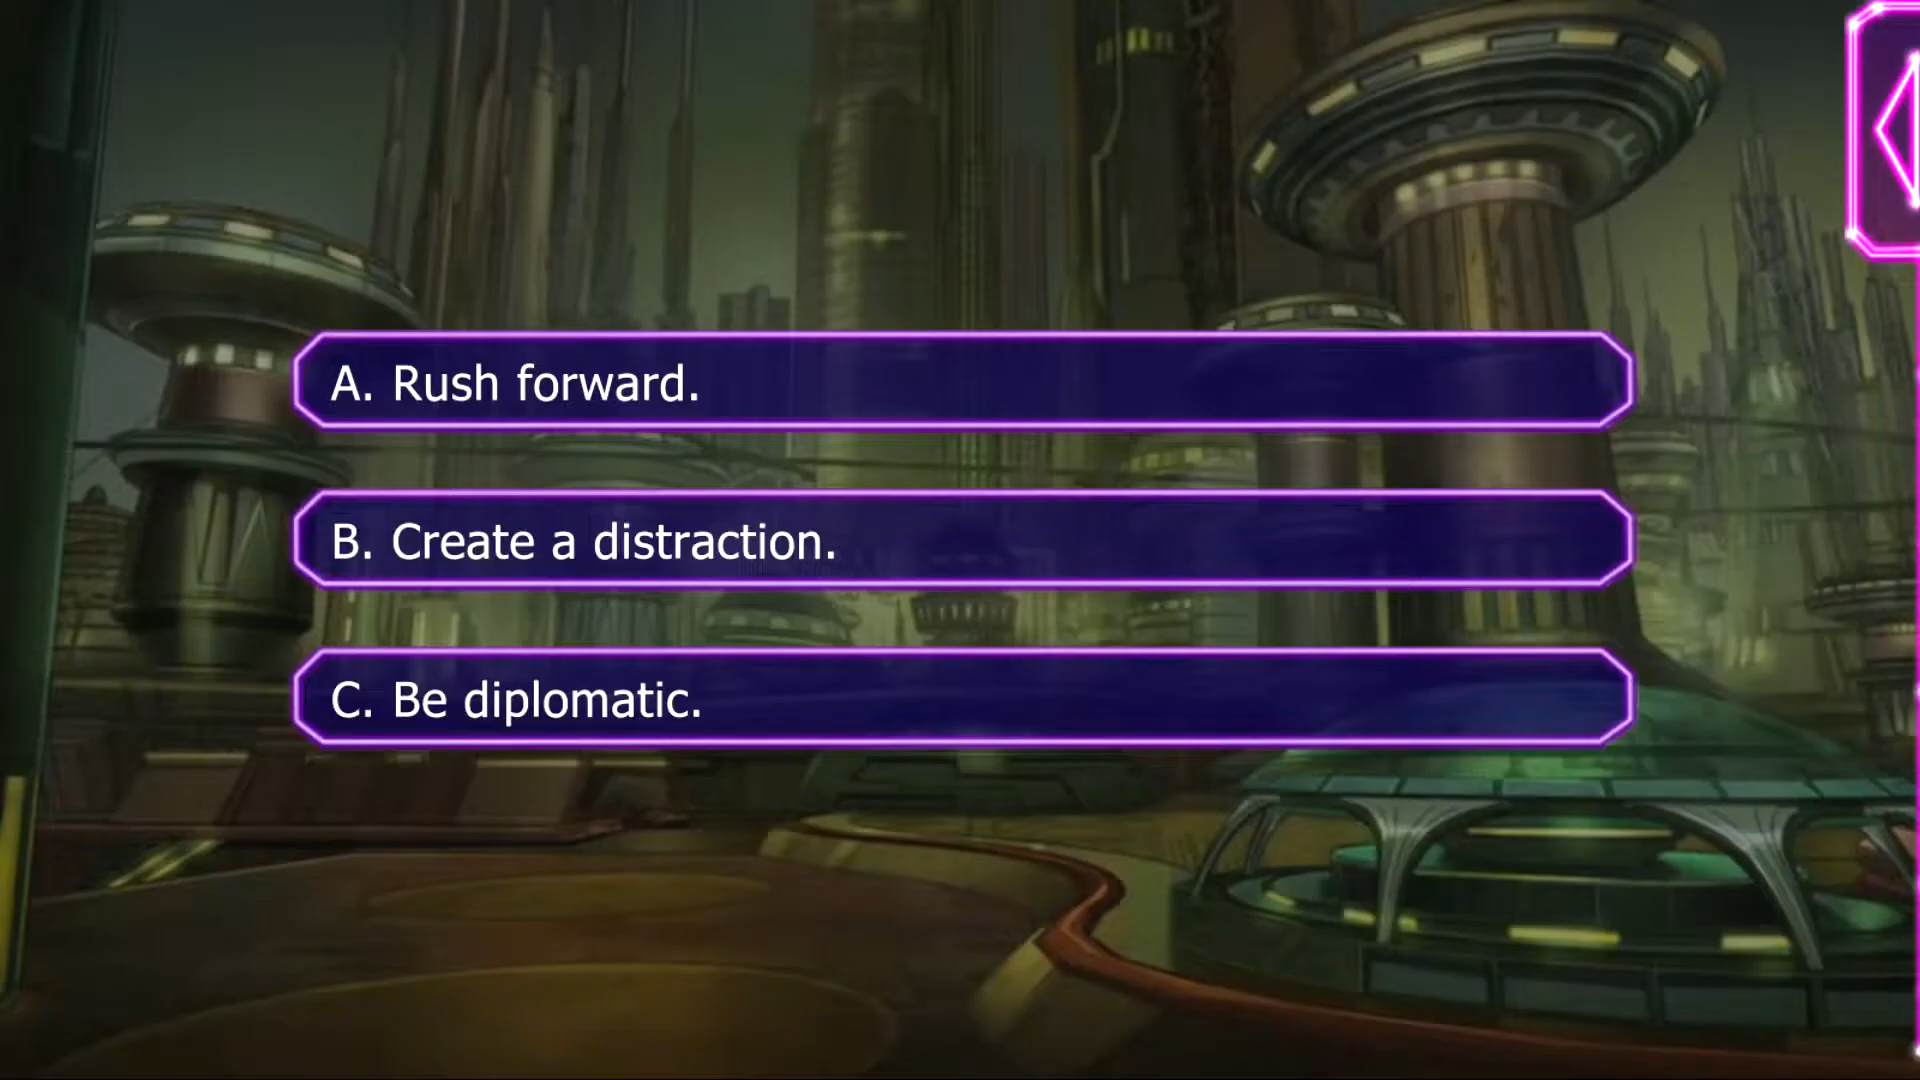 A. Rush forward.
B. Create a distraction.
C. Be diplomatic.